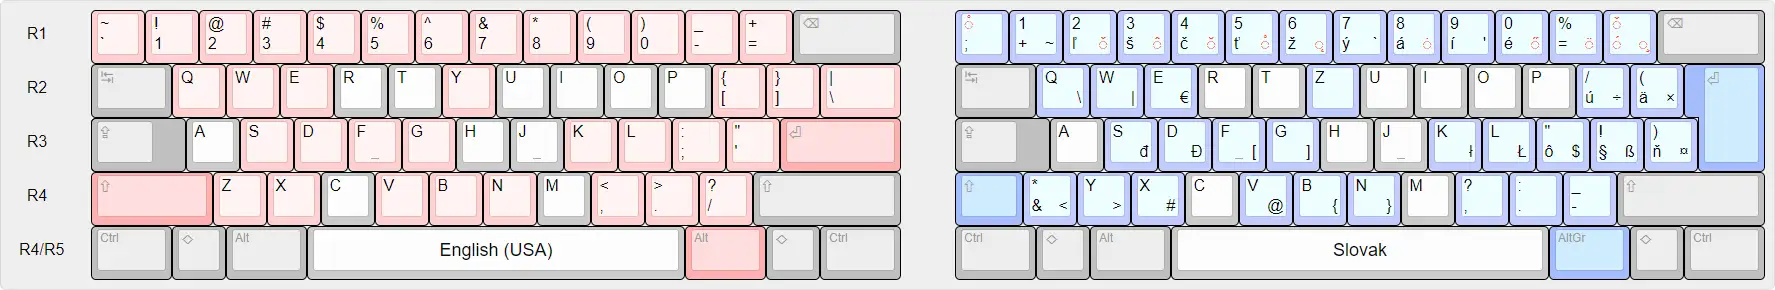 R1 ~ ` ! 1 @ 2 # 3 $ 4 % 5 ^ 6 & 7 * 8 ( 9 ) 0 _ - + = ⌫
R2 ↹ Q W E R T Y U I O P { [ } ] | \
R3 ⇪ A S D F _ G H J _ K L : ; " ' ⏎
R4 ⇧ Z X C V B N M < , > . ? / ⇧
R4/R5 Ctrl ◇ Alt English (USA) Alt ◇ Ctrl
° ; 1 + ~ 2 ľ ˇ 3 š ^ 4 č ˘ 5 ť ° 6 ž ˛ 7 ý ` 8 á ˙ 9 í ' 0 é ˝ % = ¨ ˇ ´ ¸ ⌫
↹ Q \ W | E € R T Z U I O P / ú ÷ ( ä × ⏎
⇪ A S đ D Đ F _ [ G ] H J _ K ł L Ł " ô $ ! § ß ) ň ¤
⇧ * & < Y > X # C V @ B { N } M ? , : . _ - ⇧
Ctrl ◇ Alt Slovak AltGr ◇ Ctrl